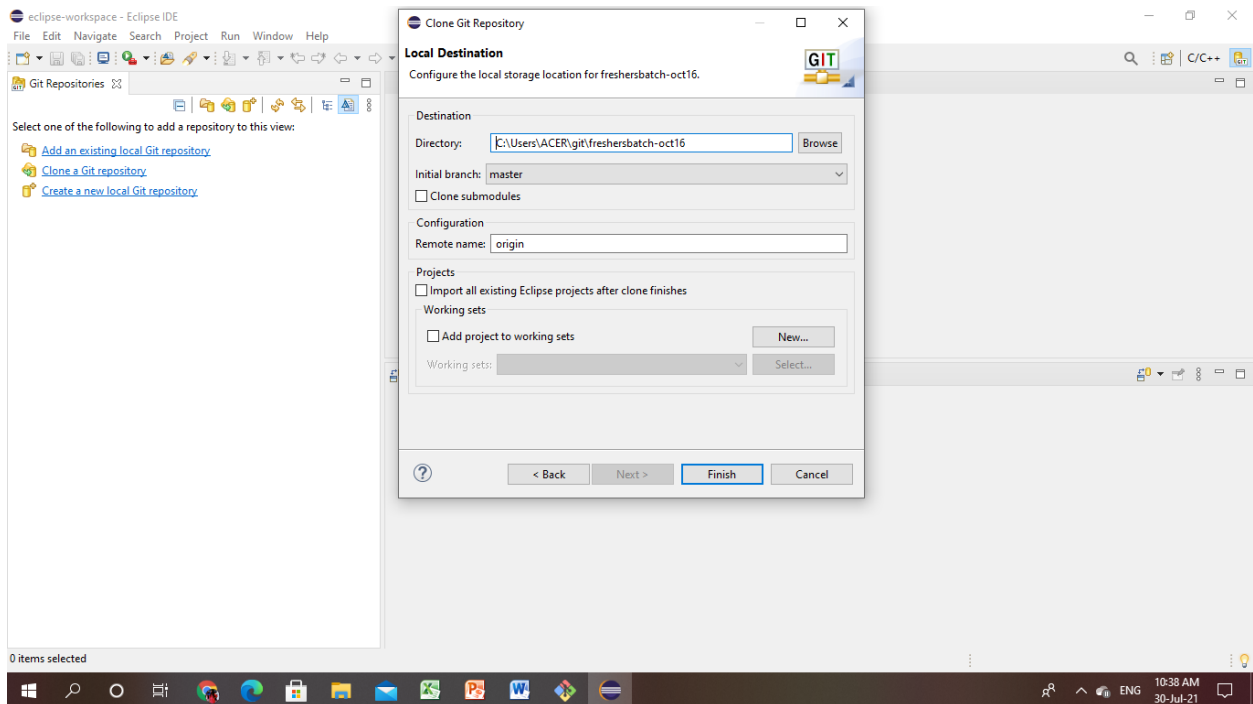 eclipse-workspace - Eclipse IDE
File Edit Navigate Search Project Run Window Help
C/C++
Git Repositories
Select one of the following to add a repository to this view:
Add an existing local Git repository
Clone a Git repository
Create a new local Git repository
Clone Git Repository
Local Destination
Configure the local storage location for freshersbatch-oct16.
GIT
Destination
Directory: C:\Users\ACER\git\freshersbatch-oct16 Browse
Initial branch: master
Clone submodules
Configuration
Remote name: origin
Projects
Import all existing Eclipse projects after clone finishes
Working sets
Add project to working sets New...
Working sets: Select...
< Back Next > Finish Cancel
0 items selected
ENG
10:38 AM
30-Jul-21